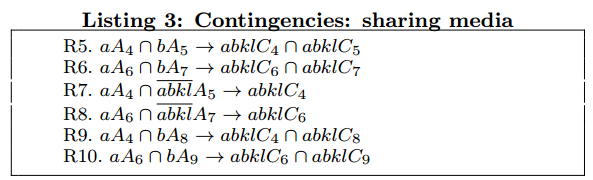 Listing 3: Contingencies: sharing media
R5. $aA_4 \cap bA_5 \rightarrow abklC_4 \cap abklC_5$
R6. $aA_6 \cap bA_7 \rightarrow abklC_6 \cap abklC_7$
R7. $aA_4 \cap \overline{abkl}A_5 \rightarrow abklC_4$
R8. $aA_6 \cap \overline{abkl}A_7 \rightarrow abklC_6$
R9. $aA_4 \cap bA_8 \rightarrow abklC_4 \cap abklC_8$
R10. $aA_6 \cap bA_9 \rightarrow abklC_6 \cap abklC_9$